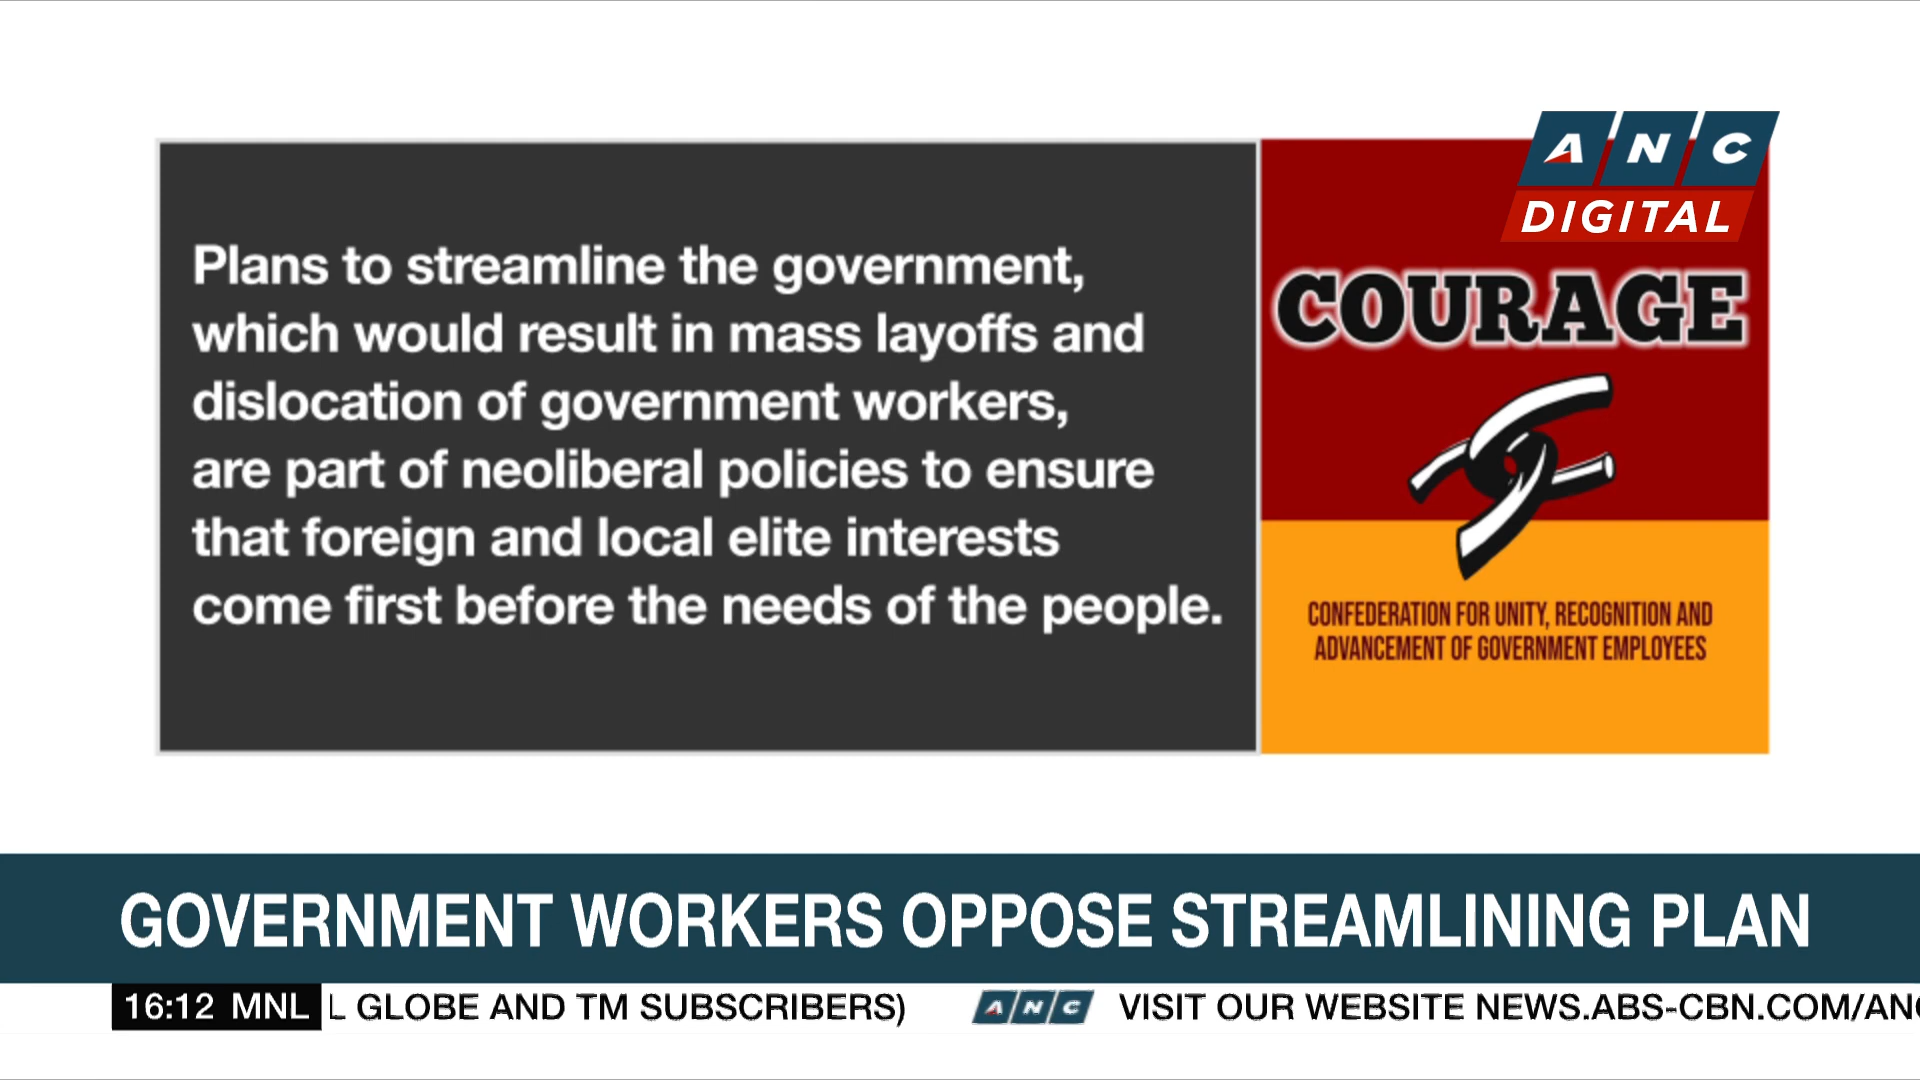 ANC
DIGITAL
Plans to streamline the government,
which would result in mass layoffs and
dislocation of government workers,
are part of neoliberal policies to ensure
that foreign and local elite interests
come first before the needs of the people.
COURAGE
CONFEDERATION FOR UNITY, RECOGNITION AND
ADVANCEMENT OF GOVERNMENT EMPLOYEES
GOVERNMENT WORKERS OPPOSE STREAMLINING PLAN
16:12 MNL L GLOBE AND TM SUBSCRIBERS) ANC VISIT OUR WEBSITE NEWS.ABS-CBN.COM/AN